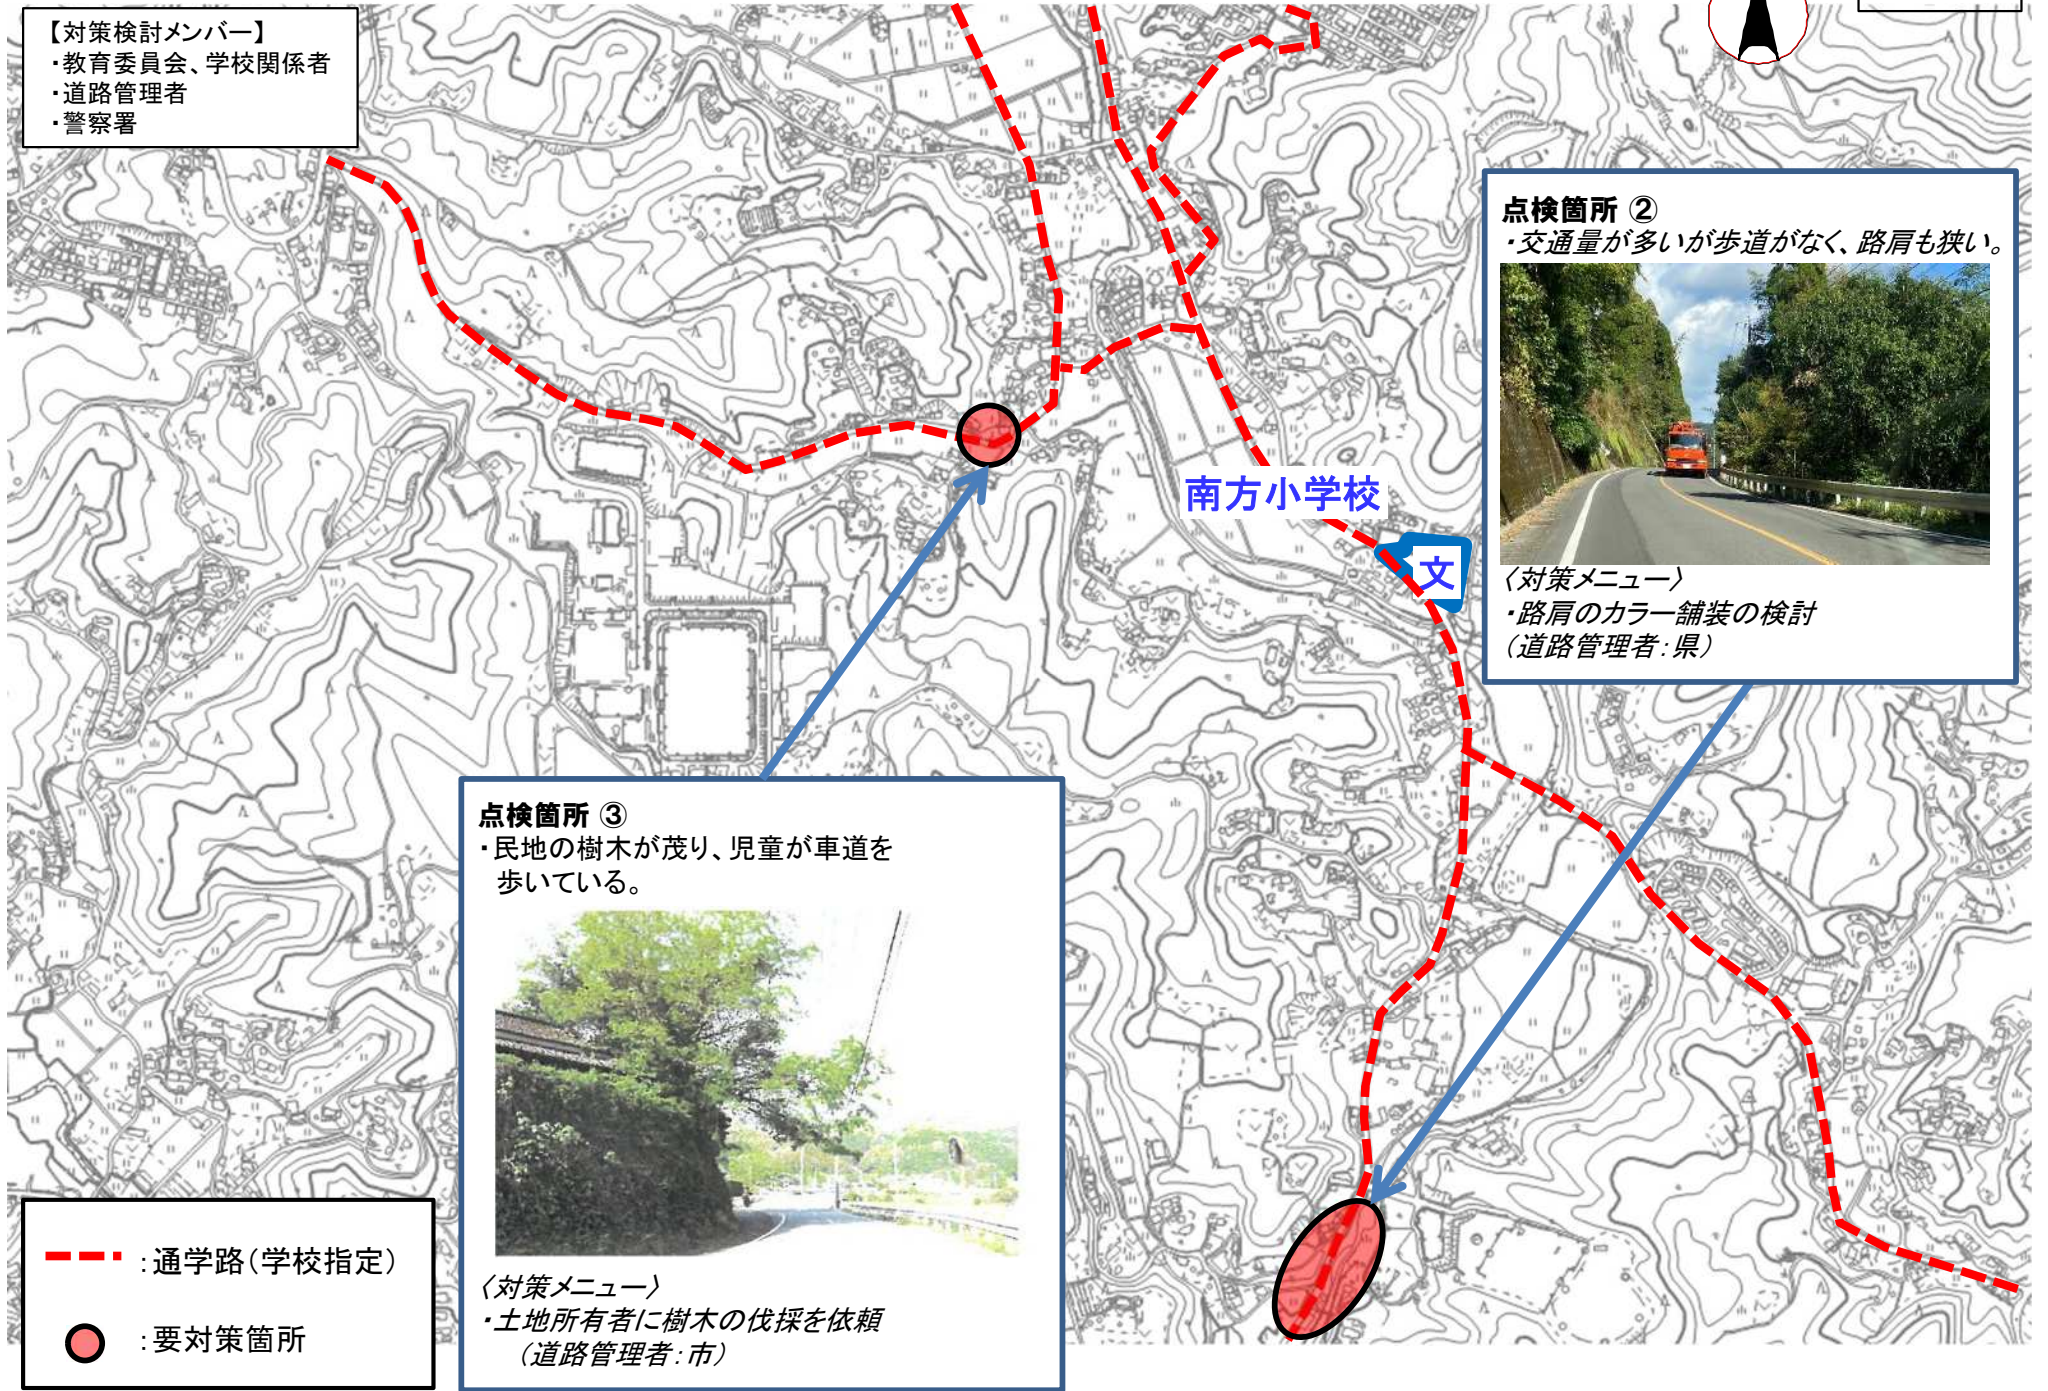 【対策検討メンバー】
・教育委員会、学校関係者
・道路管理者
・警察署
点検箇所 ②
・交通量が多いが歩道がなく、路肩も狭い。
〈対策メニュー〉
・路肩のカラー舗装の検討
（道路管理者：県）
南方小学校
文
点検箇所 ③
・民地の樹木が茂り、児童が車道を
歩いている。
〈対策メニュー〉
・土地所有者に樹木の伐採を依頼
（道路管理者：市）
：通学路（学校指定）
：要対策箇所